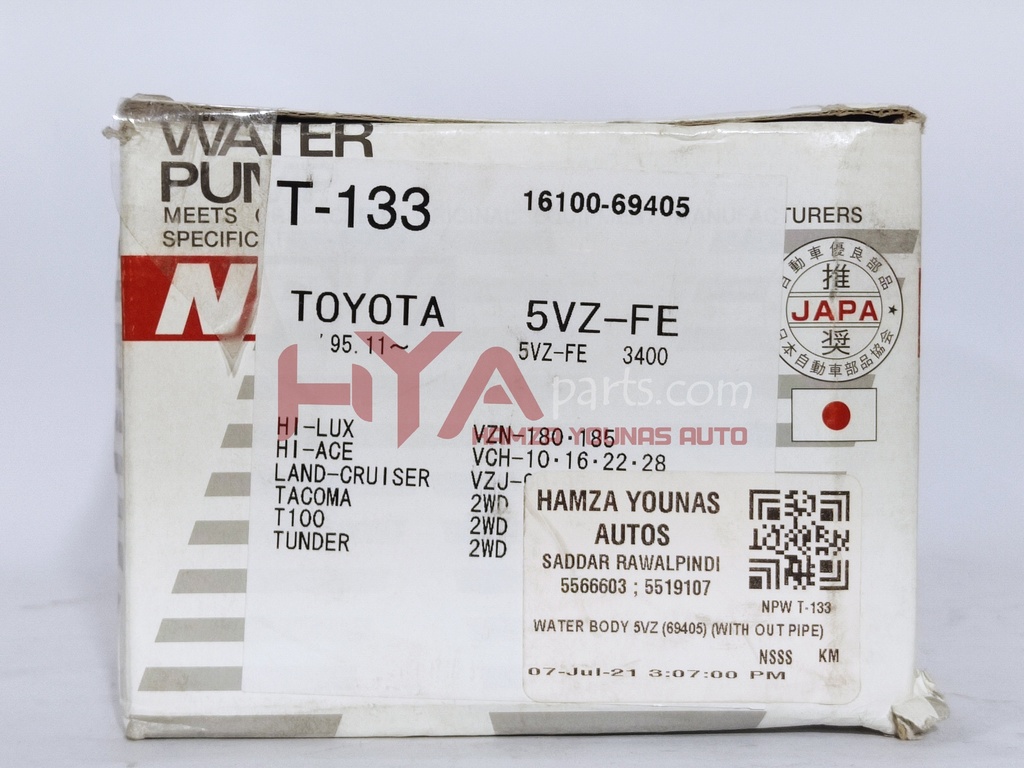 WATER
PUM
T-133
16100-69405
MEETS
TURERS
SPECIFIC
自動車優良部品
推
JAPA
奨
日本自動車部品協会
TOYOTA
5VZ-FE
'95.11~
5VZ-FE 3400
HYA parts.com
HAMZA YOUNAS AUTO
HI-LUX VZN-180·185
HI-ACE VCH-10·16·22·28
LAND-CRUISER VZJ-
TACOMA 2WD
T100 2WD
TUNDER 2WD
HAMZA YOUNAS
AUTOS
SADDAR RAWALPINDI
5566603 ; 5519107
NPW T-133
WATER BODY 5VZ (69405) (WITH OUT PIPE)
NSSS KM
07-Jul-21 3:07:00 PM